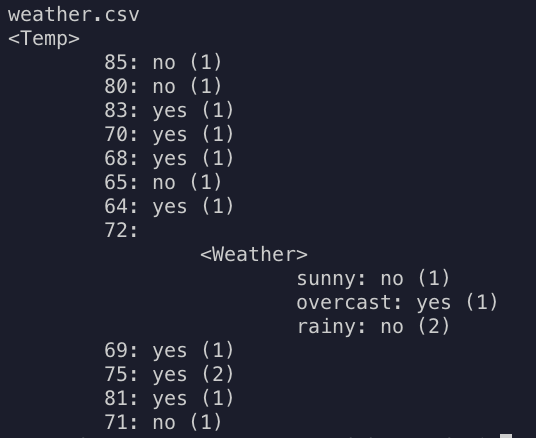 weather.csv
<Temp>
85: no (1)
80: no (1)
83: yes (1)
70: yes (1)
68: yes (1)
65: no (1)
64: yes (1)
72:
<Weather>
sunny: no (1)
overcast: yes (1)
rainy: no (2)
69: yes (1)
75: yes (2)
81: yes (1)
71: no (1)